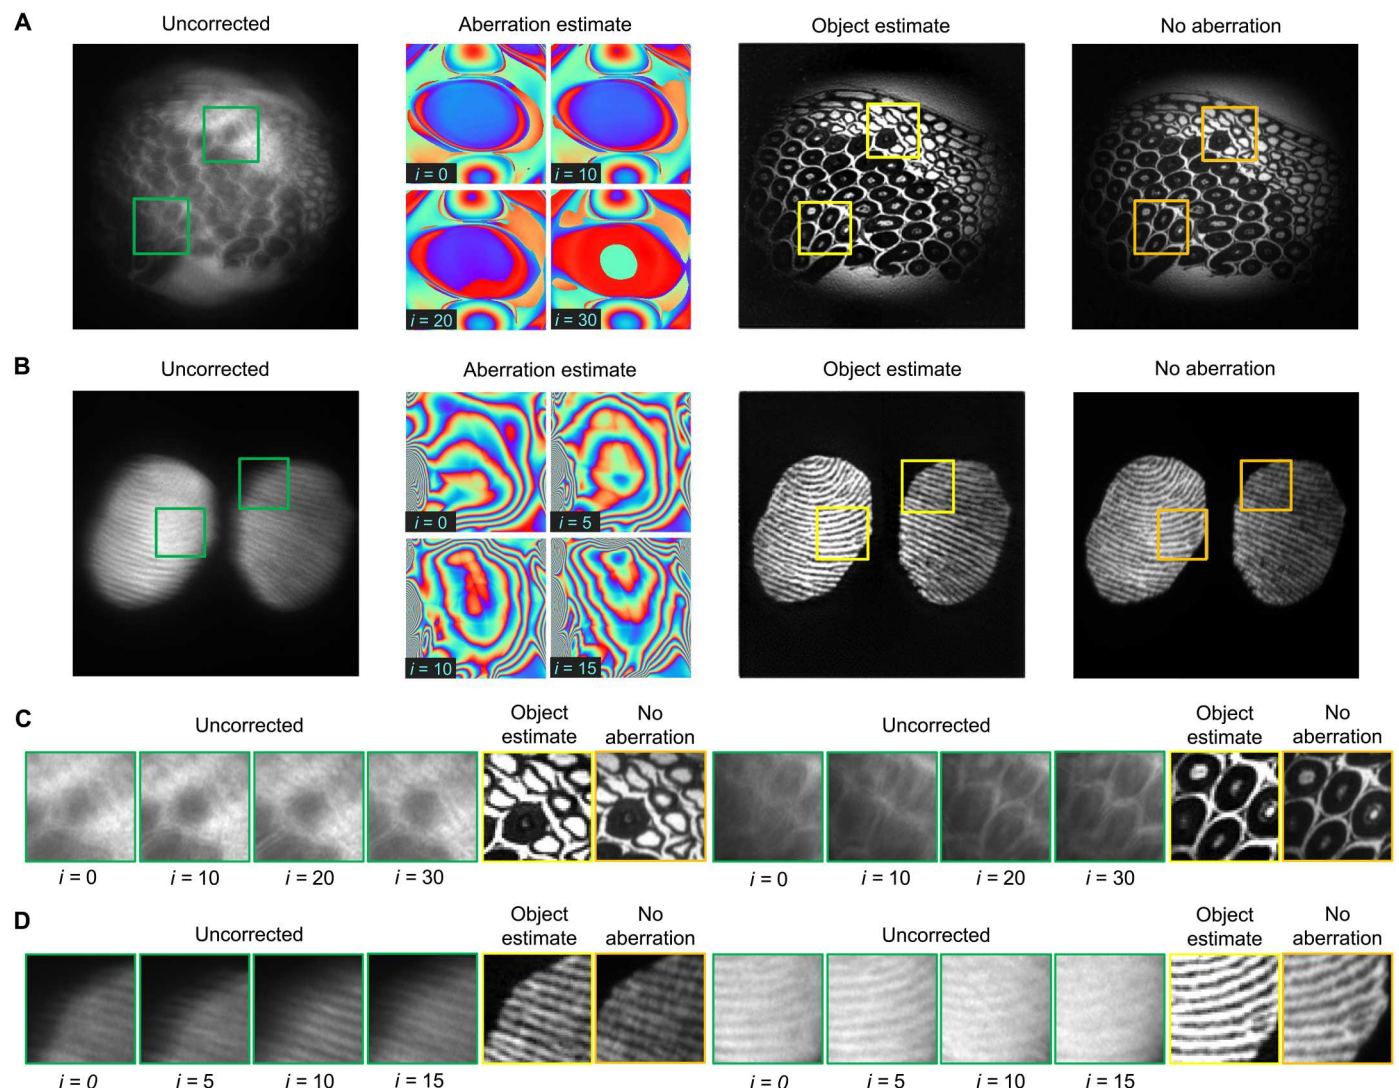 A
Uncorrected
Aberration estimate
Object estimate
No aberration
i = 0
i = 10
i = 20
i = 30
B
Uncorrected
Aberration estimate
Object estimate
No aberration
i = 0
i = 5
i = 10
i = 15
C
Uncorrected
Object
estimate
No
aberration
Uncorrected
Object
estimate
No
aberration
i = 0
i = 10
i = 20
i = 30
i = 0
i = 10
i = 20
i = 30
D
Uncorrected
Object
estimate
No
aberration
Uncorrected
Object
estimate
No
aberration
i = 0
i = 5
i = 10
i = 15
i = 0
i = 5
i = 10
i = 15